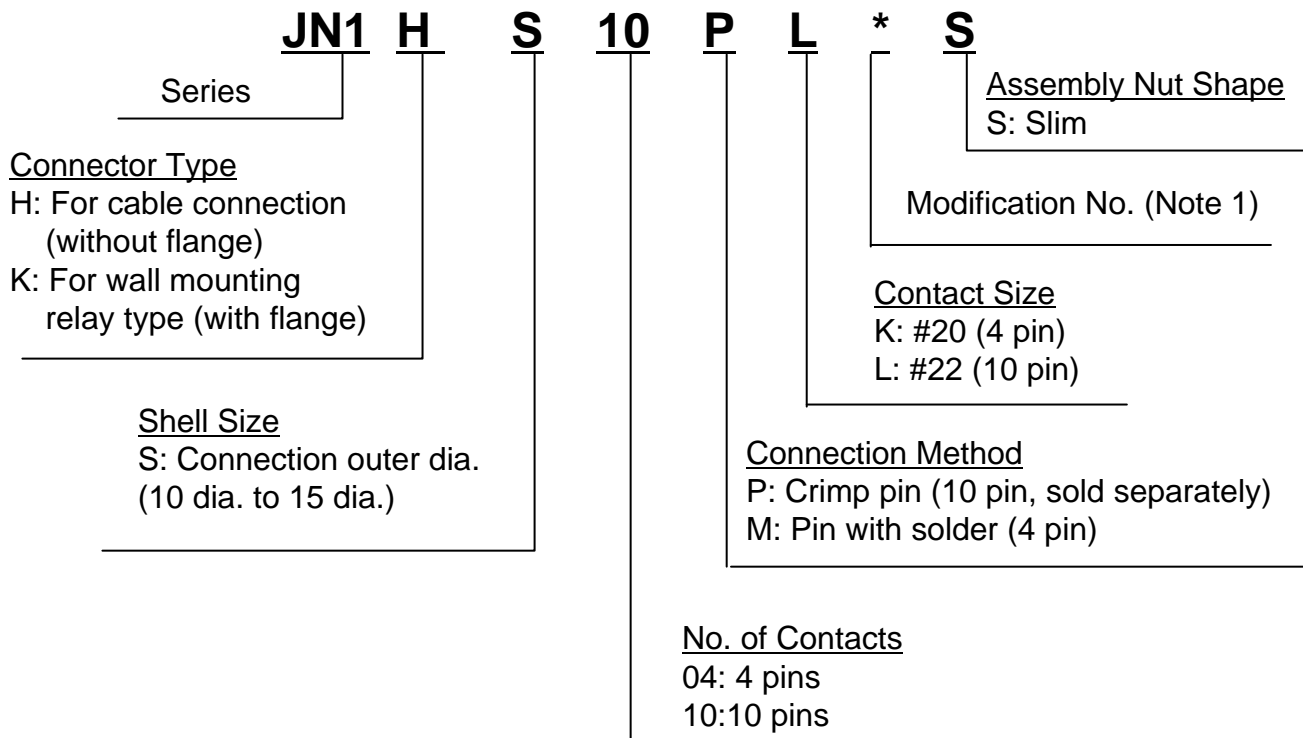 JN1 H S 10 P L * S
Series
Assembly Nut Shape
S: Slim
Connector Type
H: For cable connection
(without flange)
K: For wall mounting
relay type (with flange)
Modification No. (Note 1)
Contact Size
K: #20 (4 pin)
L: #22 (10 pin)
Shell Size
S: Connection outer dia.
(10 dia. to 15 dia.)
Connection Method
P: Crimp pin (10 pin, sold separately)
M: Pin with solder (4 pin)
No. of Contacts
04: 4 pins
10:10 pins